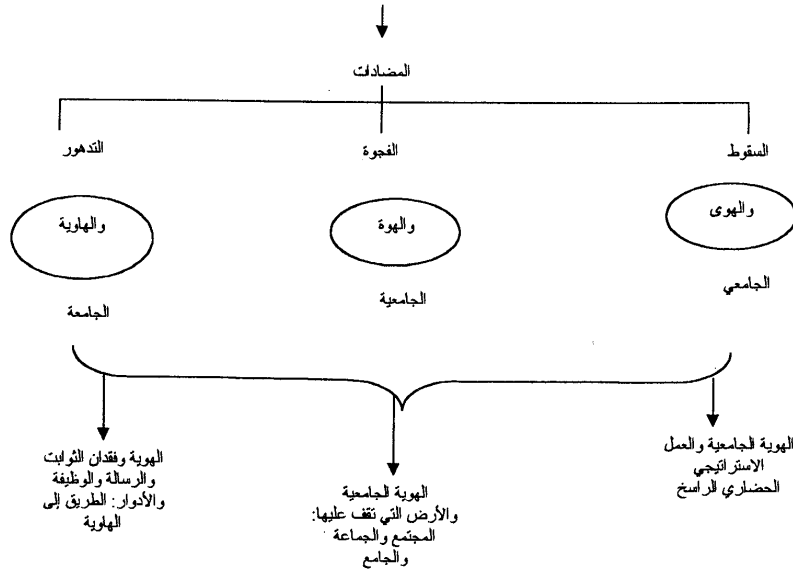 المضادات
السقوط
الفجوة
التدهور
والهوى
والهوة
والهاوية
الجامعي
الجامعية
الجامعة
الهوية الجامعية والعمل
الاستراتيجي
الحضاري الراسخ
الهوية الجامعية
والأرض التي تقف عليها:
المجتمع والجماعة
والجامع
الهوية وفقدان الثوابت
والرسالة والوظيفة
والأدوار: الطريق إلى
الهاوية